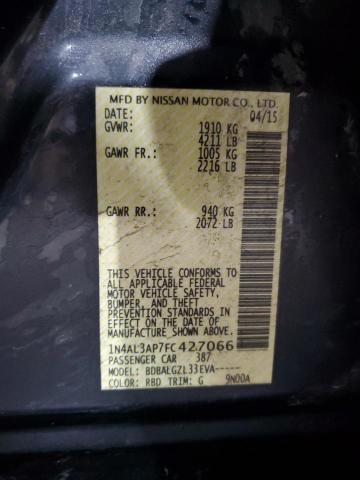 MFD BY NISSAN MOTOR CO., LTD.
DATE: 04/15
GVWR: 1910 KG
4211 LB
GAWR FR.: 1005 KG
2216 LB
GAWR RR.: 940 KG
2072 LB
THIS VEHICLE CONFORMS TO
ALL APPLICABLE FEDERAL
MOTOR VEHICLE SAFETY,
BUMPER, AND THEFT
PREVENTION STANDARDS IN
EFFECT ON THE DATE OF
MANUFACTURE SHOWN ABOVE.
1N4AL3AP7FC427066
PASSENGER CAR 387
MODEL: BDBALGZL33EVA-----
COLOR: RBD TRIM: G 9N00A